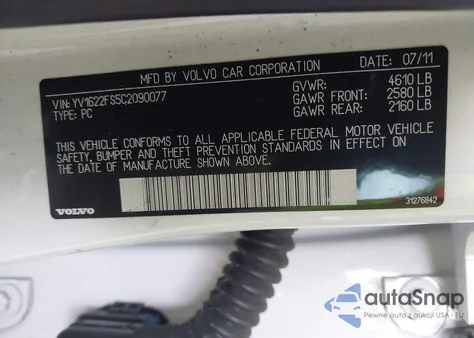 MFD BY VOLVO CAR CORPORATION DATE: 07/11
VIN: YV1622FS5C2090077
TYPE: PC
GVWR: 4610 LB
GAWR FRONT: 2580 LB
GAWR REAR: 2160 LB
THIS VEHICLE CONFORMS TO ALL APPLICABLE FEDERAL MOTOR VEHICLE
SAFETY, BUMPER AND THEFT PREVENTION STANDARDS IN EFFECT ON
THE DATE OF MANUFACTURE SHOWN ABOVE.
VOLVO
31276842
autoSnap
Pewne auta z aukcji USA i EU